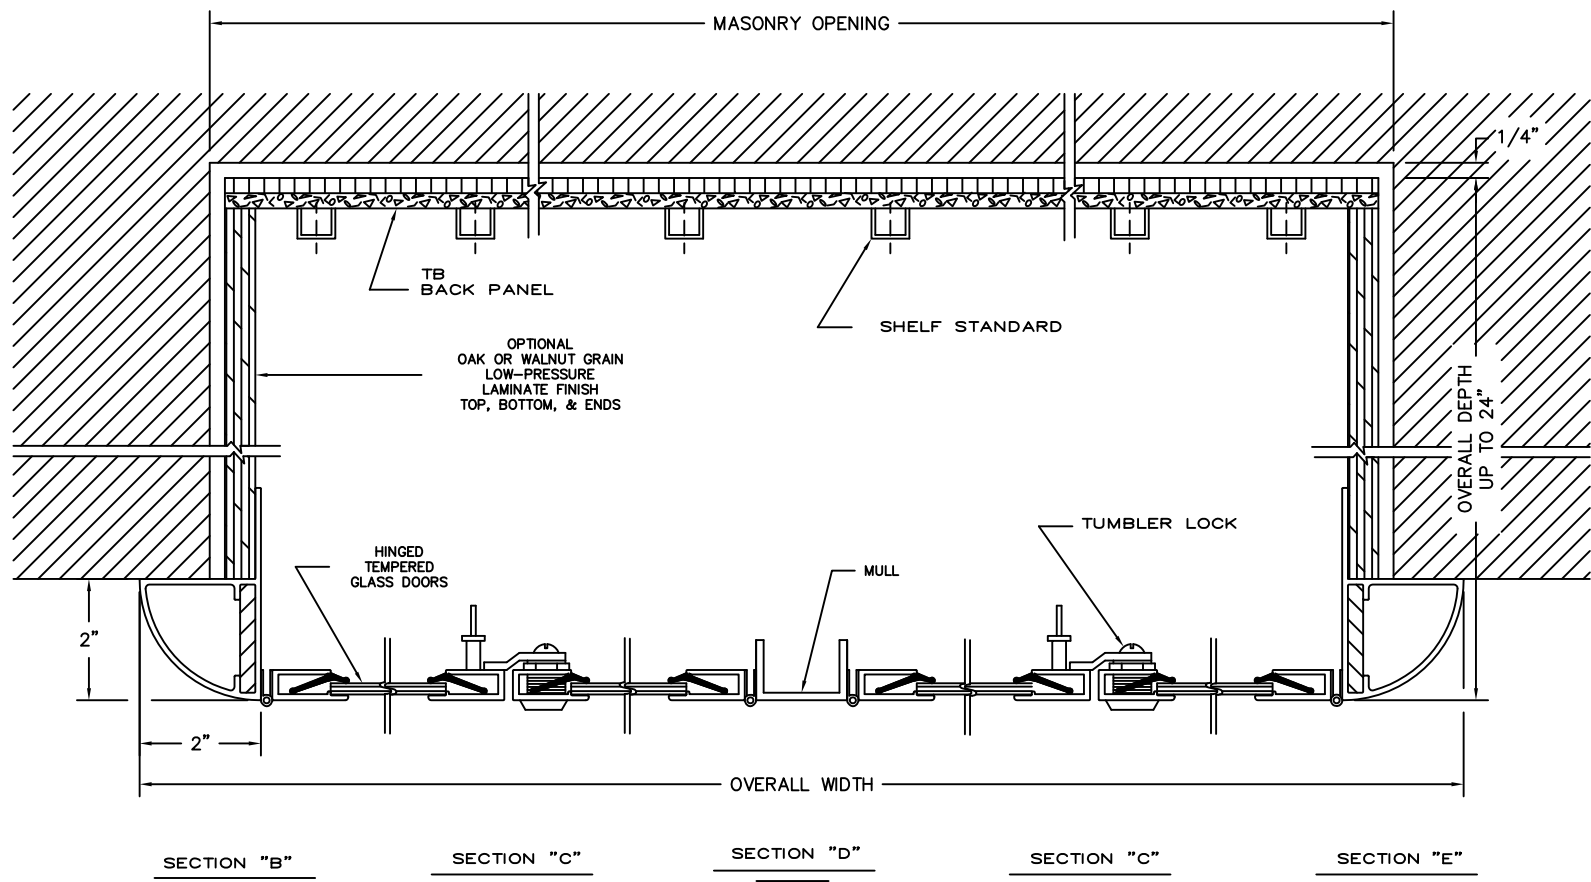 MASONRY OPENING
1/4"
TB
BACK PANEL
SHELF STANDARD
OPTIONAL
OAK OR WALNUT GRAIN
LOW-PRESSURE
LAMINATE FINISH
TOP, BOTTOM, & ENDS
OVERALL DEPTH
UP TO 24"
TUMBLER LOCK
HINGED
TEMPERED
GLASS DOORS
MULL
2"
2"
OVERALL WIDTH
SECTION "B"
SECTION "C"
SECTION "D"
SECTION "C"
SECTION "E"